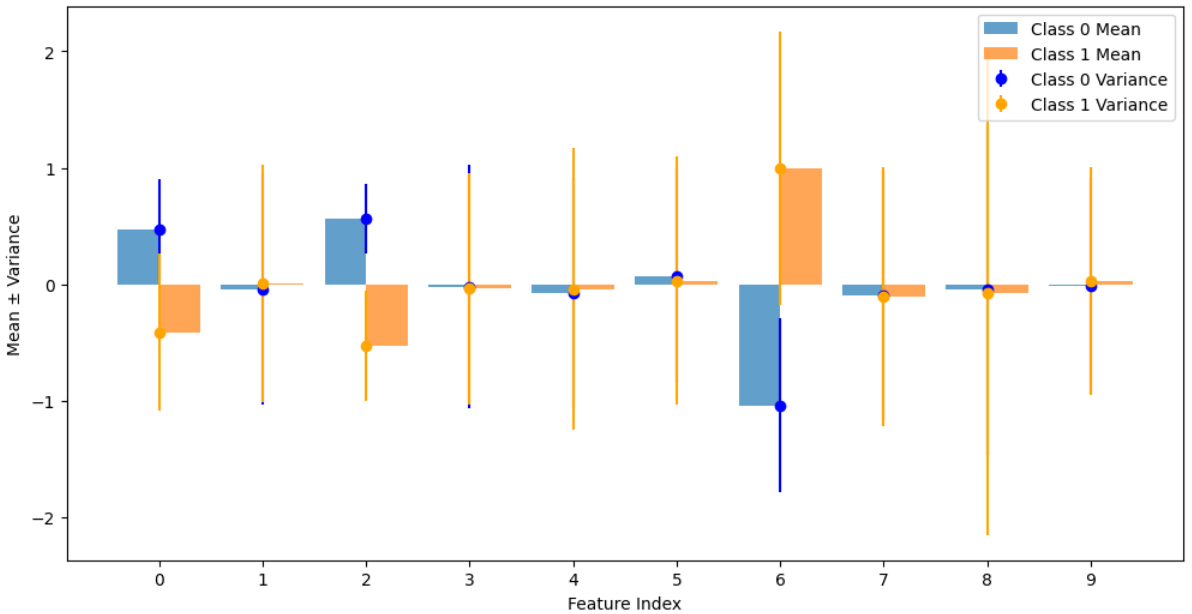 Class 0 Mean
Class 1 Mean
Class 0 Variance
Class 1 Variance
Mean ± Variance
2
1
0
−1
−2
0 1 2 3 4 5 6 7 8 9
Feature Index